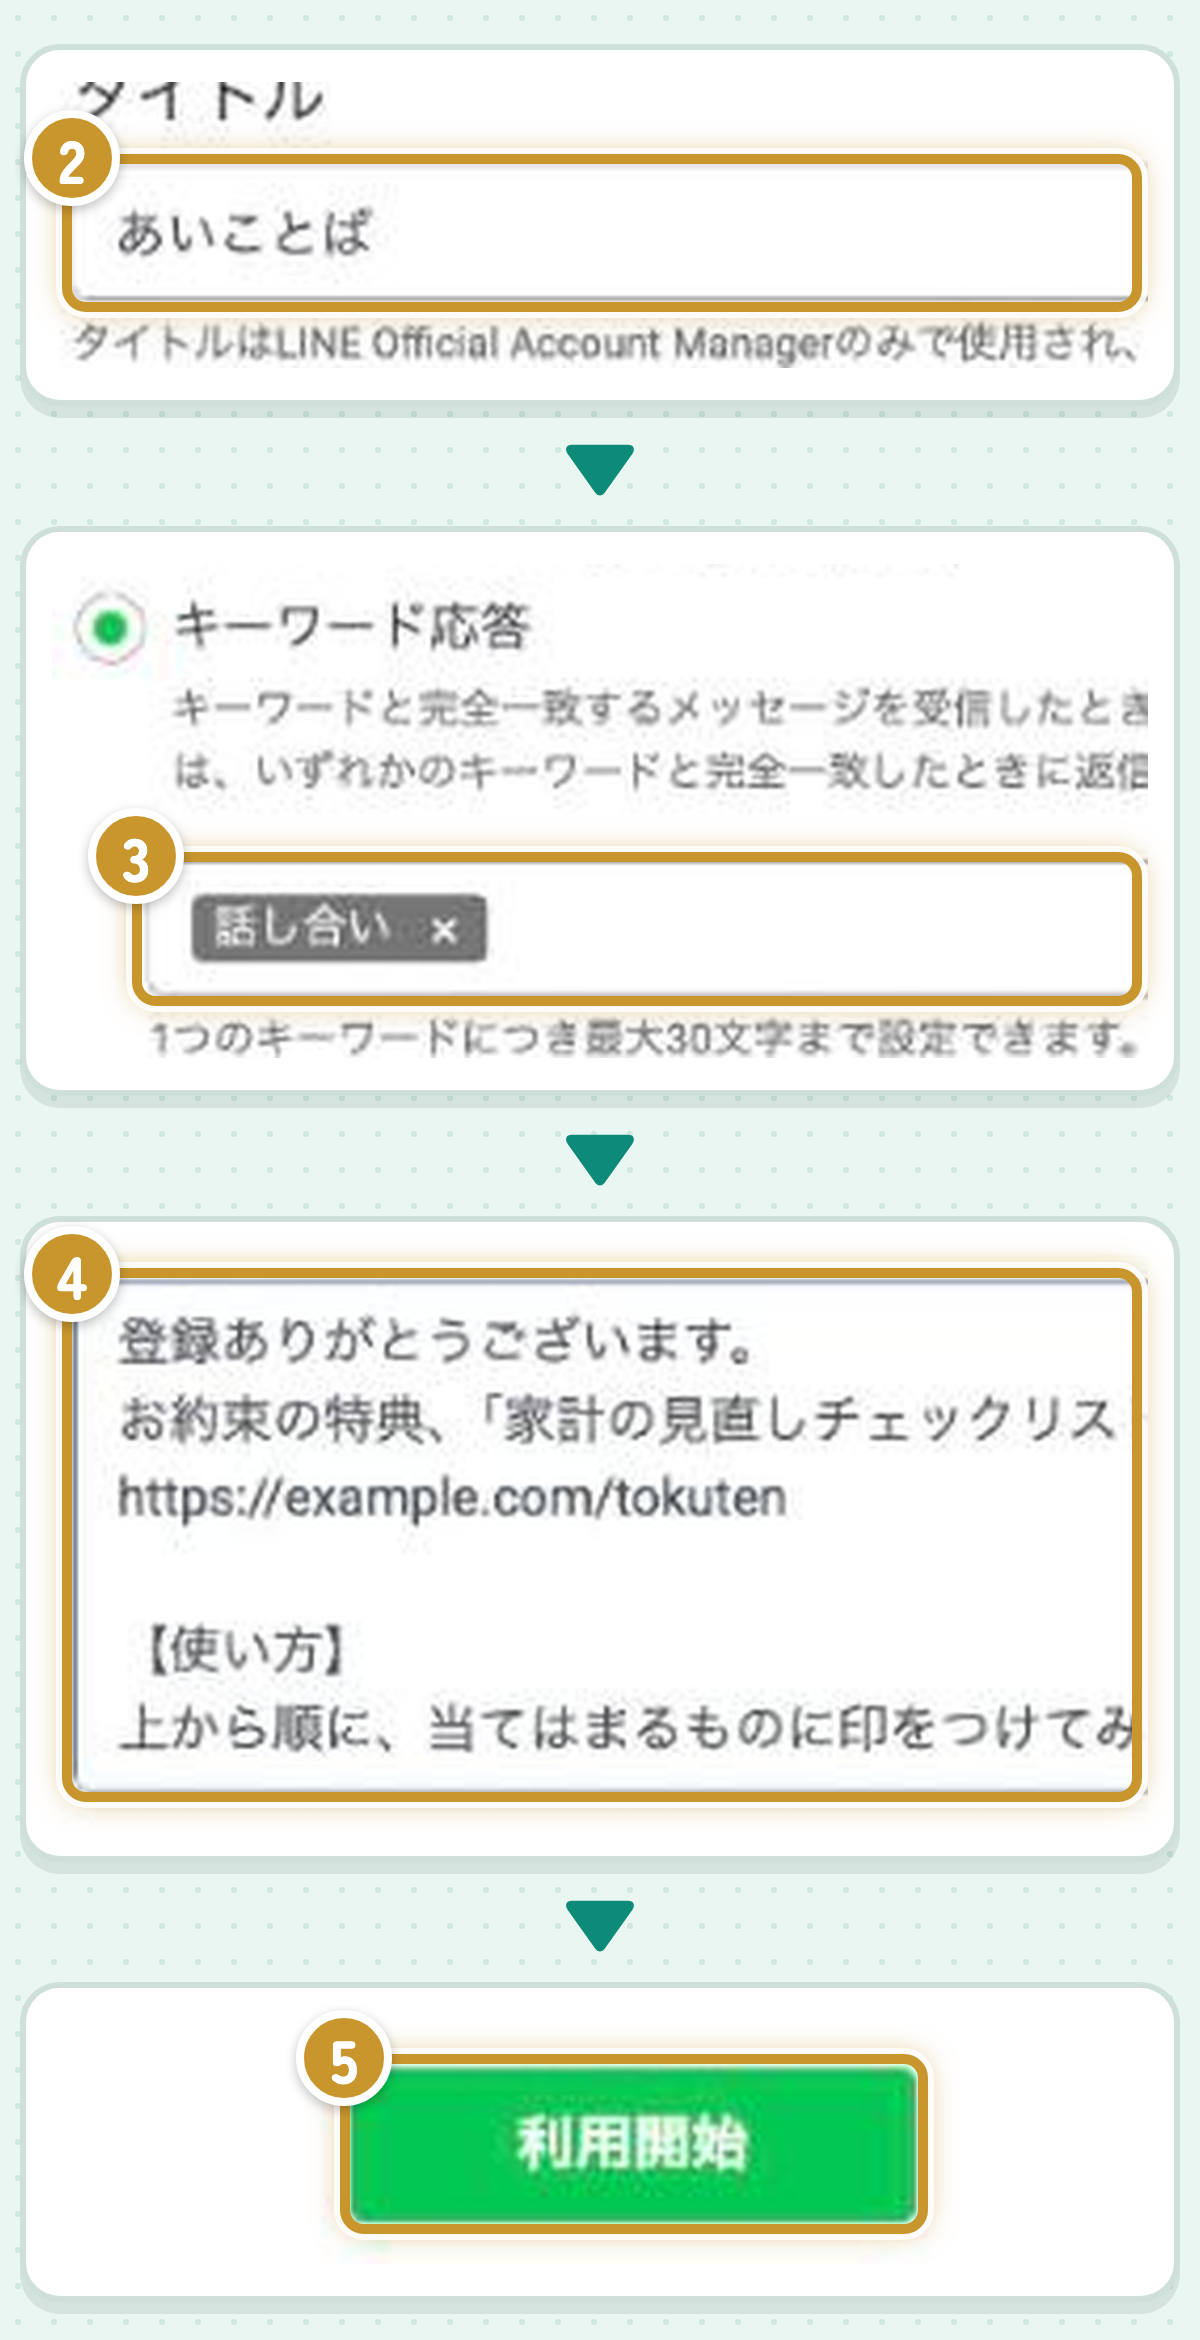 タイトル
2
あいことば
タイトルはLINE Official Account Managerのみで使用され、
キーワード応答
キーワードと完全一致するメッセージを受信したとき
は、いずれかのキーワードと完全一致したときに返信
3
話し合い ×
1つのキーワードにつき最大30文字まで設定できます。
4
登録ありがとうございます。
お約束の特典、「家計の見直しチェックリス
https://example.com/tokuten
【使い方】
上から順に、当てはまるものに印をつけてみ
5
利用開始